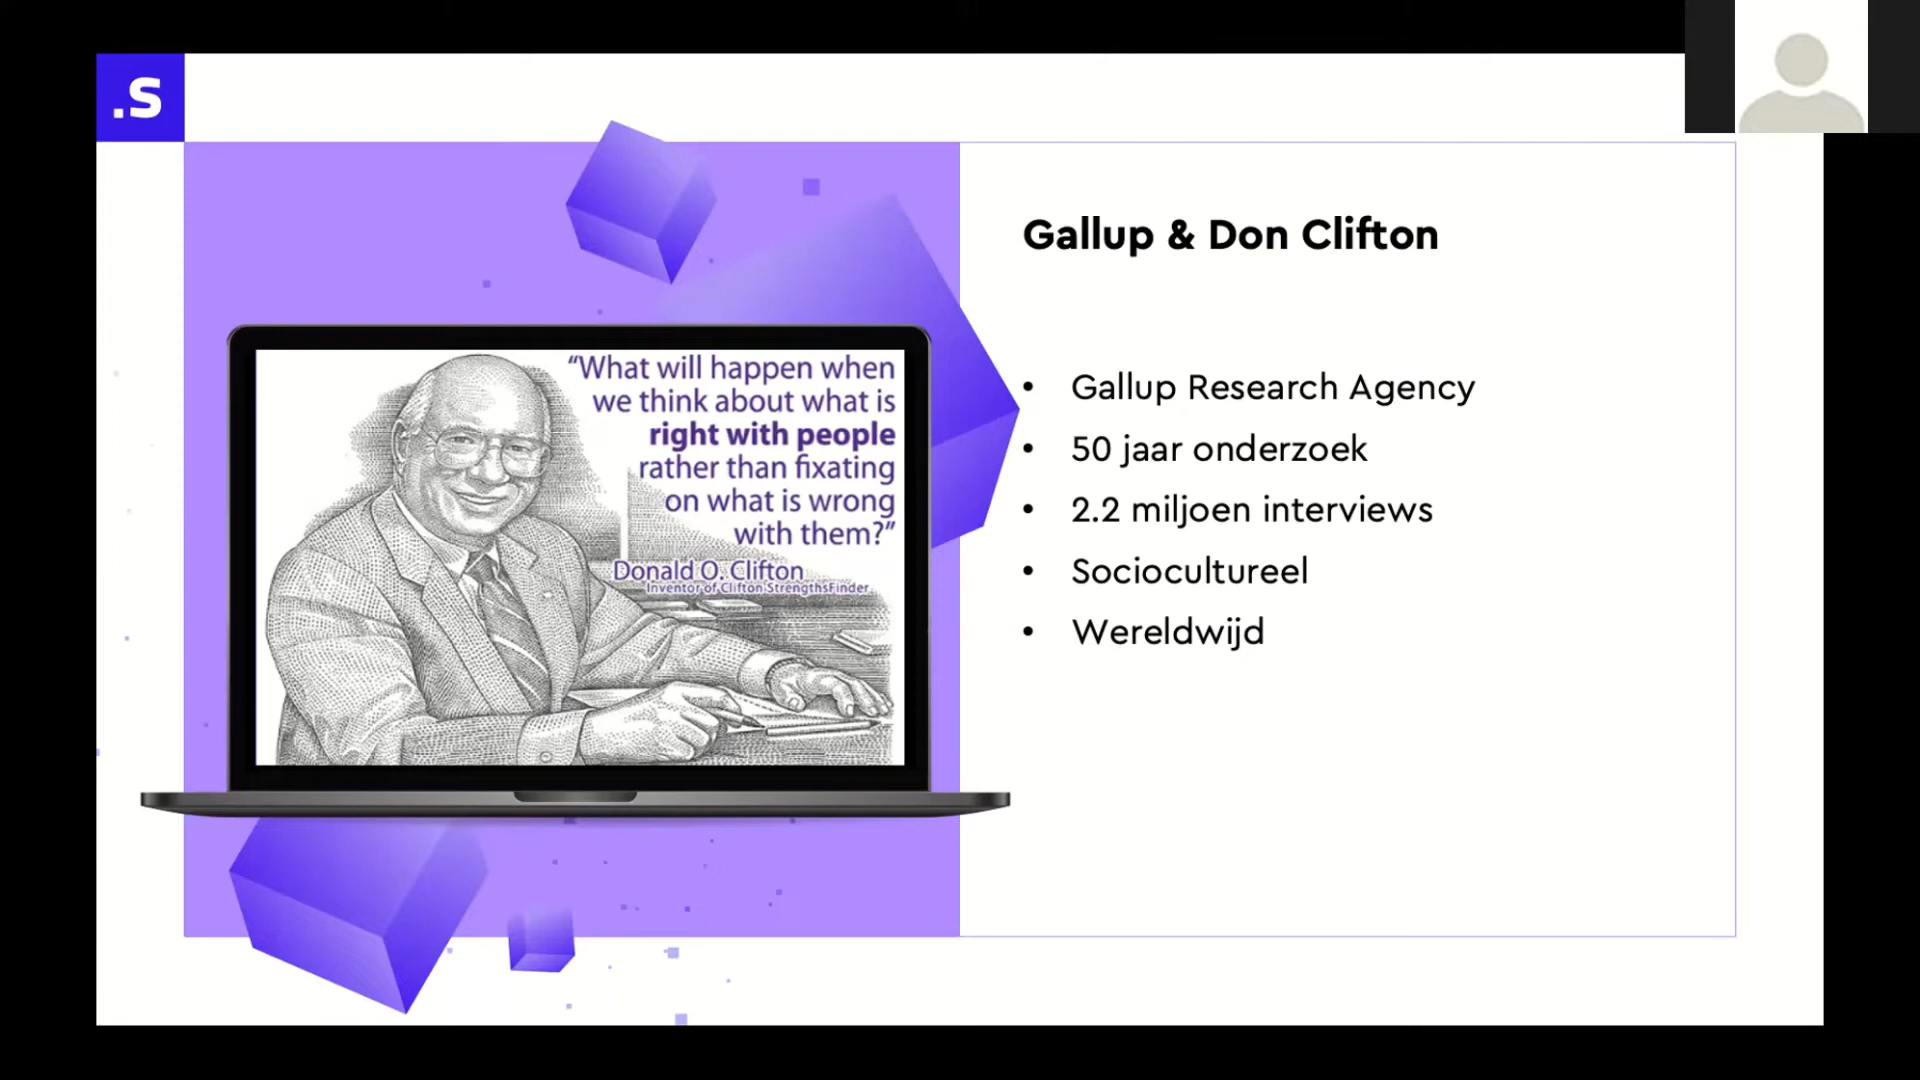 .S
Gallup & Don Clifton
“What will happen when
we think about what is
right with people
rather than fixating
on what is wrong
with them?”
Donald O. Clifton
Inventor of Clifton StrengthsFinder
• Gallup Research Agency
• 50 jaar onderzoek
• 2.2 miljoen interviews
• Sociocultureel
• Wereldwijd